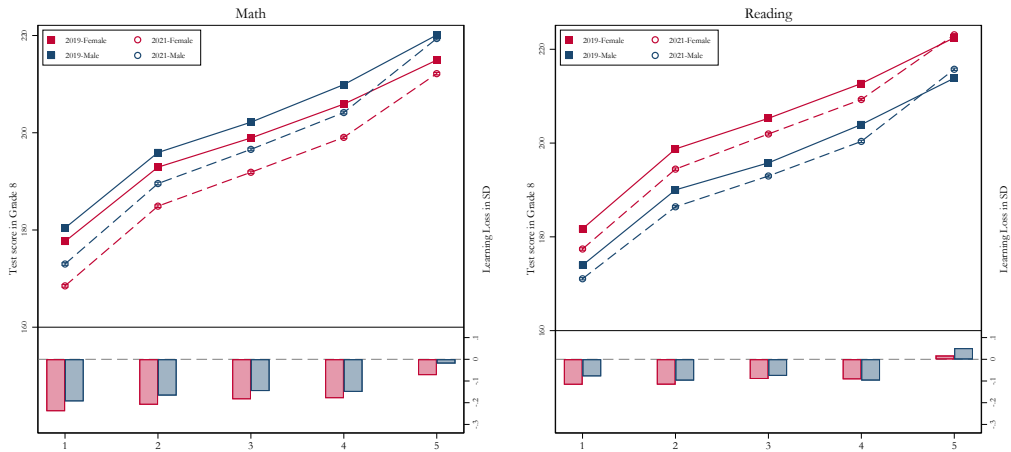 Math
2019-Female 2021-Female
2019-Male 2021-Male
Test score in Grade 8
160 180 200 220
Learning Loss in SD
.1
0
-.1
-.2
-.3
1 2 3 4 5
Reading
2019-Female 2021-Female
2019-Male 2021-Male
Test score in Grade 8
160 180 200 220
Learning Loss in SD
.1
0
-.1
-.2
-.3
1 2 3 4 5